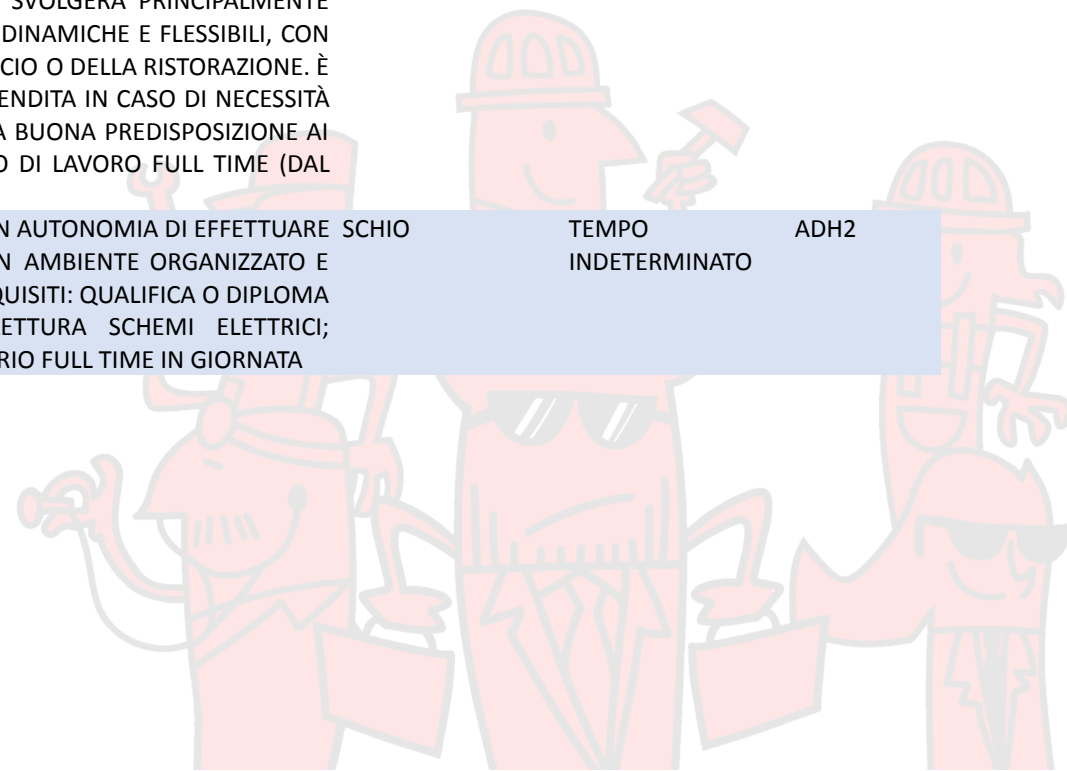 SVOLGERÀ PRINCIPALMENTE
DINAMICHE E FLESSIBILI, CON
CIO O DELLA RISTORAZIONE. È
ENDITA IN CASO DI NECESSITÀ
A BUONA PREDISPOSIZIONE AI
O DI LAVORO FULL TIME (DAL
N AUTONOMIA DI EFFETTUARE SCHIO TEMPO ADH2
N AMBIENTE ORGANIZZATO E INDETERMINATO
QUISITI: QUALIFICA O DIPLOMA
ETTURA SCHEMI ELETTRICI;
RIO FULL TIME IN GIORNATA